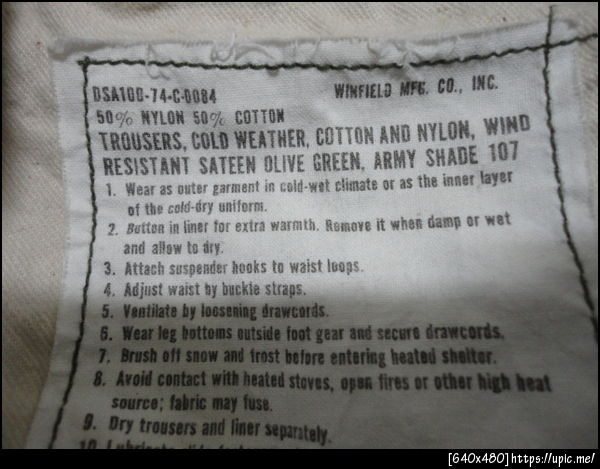 DSA100-74-C-0084 WINFIELD MFG. CO., INC.
50% NYLON 50% COTTON
TROUSERS, COLD WEATHER, COTTON AND NYLON, WIND
RESISTANT SATEEN OLIVE GREEN, ARMY SHADE 107
1. Wear as outer garment in cold-wet climate or as the inner layer
of the cold-dry uniform.
2. Button in liner for extra warmth. Remove it when damp or wet
and allow to dry.
3. Attach suspender hooks to waist loops.
4. Adjust waist by buckle straps.
5. Ventilate by loosening drawcords.
6. Wear leg bottoms outside foot gear and secure drawcords.
7. Brush off snow and frost before entering heated shelter.
8. Avoid contact with heated stoves, open fires or other high heat
source; fabric may fuse.
9. Dry trousers and liner separately.
10. Lubricate slide
[640x480]https://upic.me/